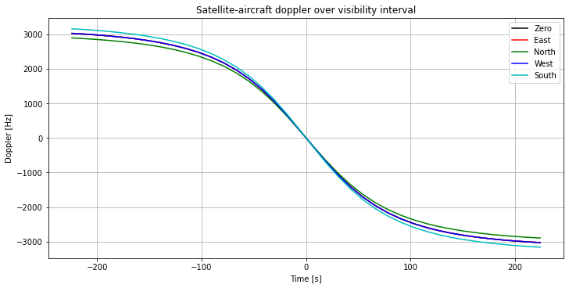 Satellite-aircraft doppler over visibility interval
Zero
East
North
West
South
3000
2000
1000
0
−1000
−2000
−3000
Doppler [Hz]
−200
−100
0
100
200
Time [s]